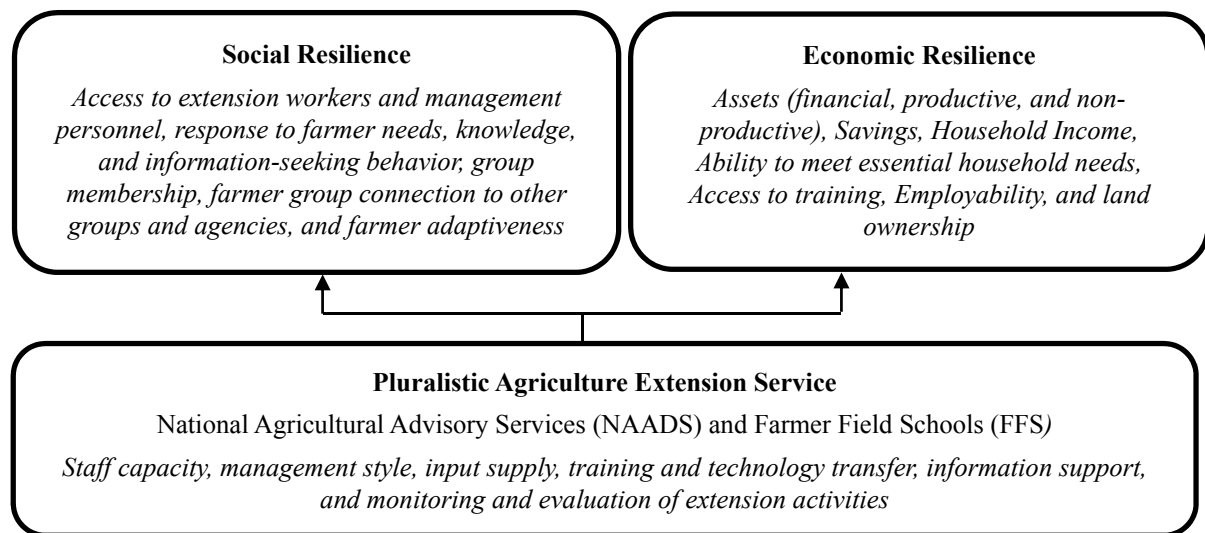 Social Resilience
Access to extension workers and management
personnel, response to farmer needs, knowledge,
and information-seeking behavior, group
membership, farmer group connection to other
groups and agencies, and farmer adaptiveness
Economic Resilience
Assets (financial, productive, and non-
productive), Savings, Household Income,
Ability to meet essential household needs,
Access to training, Employability, and land
ownership
Pluralistic Agriculture Extension Service
National Agricultural Advisory Services (NAADS) and Farmer Field Schools (FFS)
Staff capacity, management style, input supply, training and technology transfer, information support,
and monitoring and evaluation of extension activities